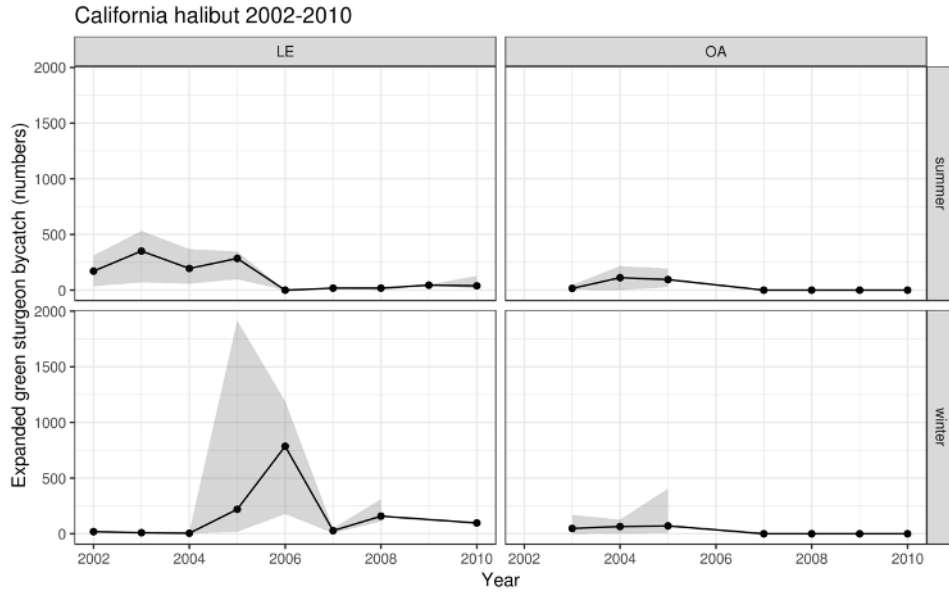 California halibut 2002-2010
LE
OA
Expanded green sturgeon bycatch (numbers)
2000
1500
1000
500
0
summer
2000
1500
1000
500
0
winter
2002 2004 2006 2008 2010
2002 2004 2006 2008 2010
Year